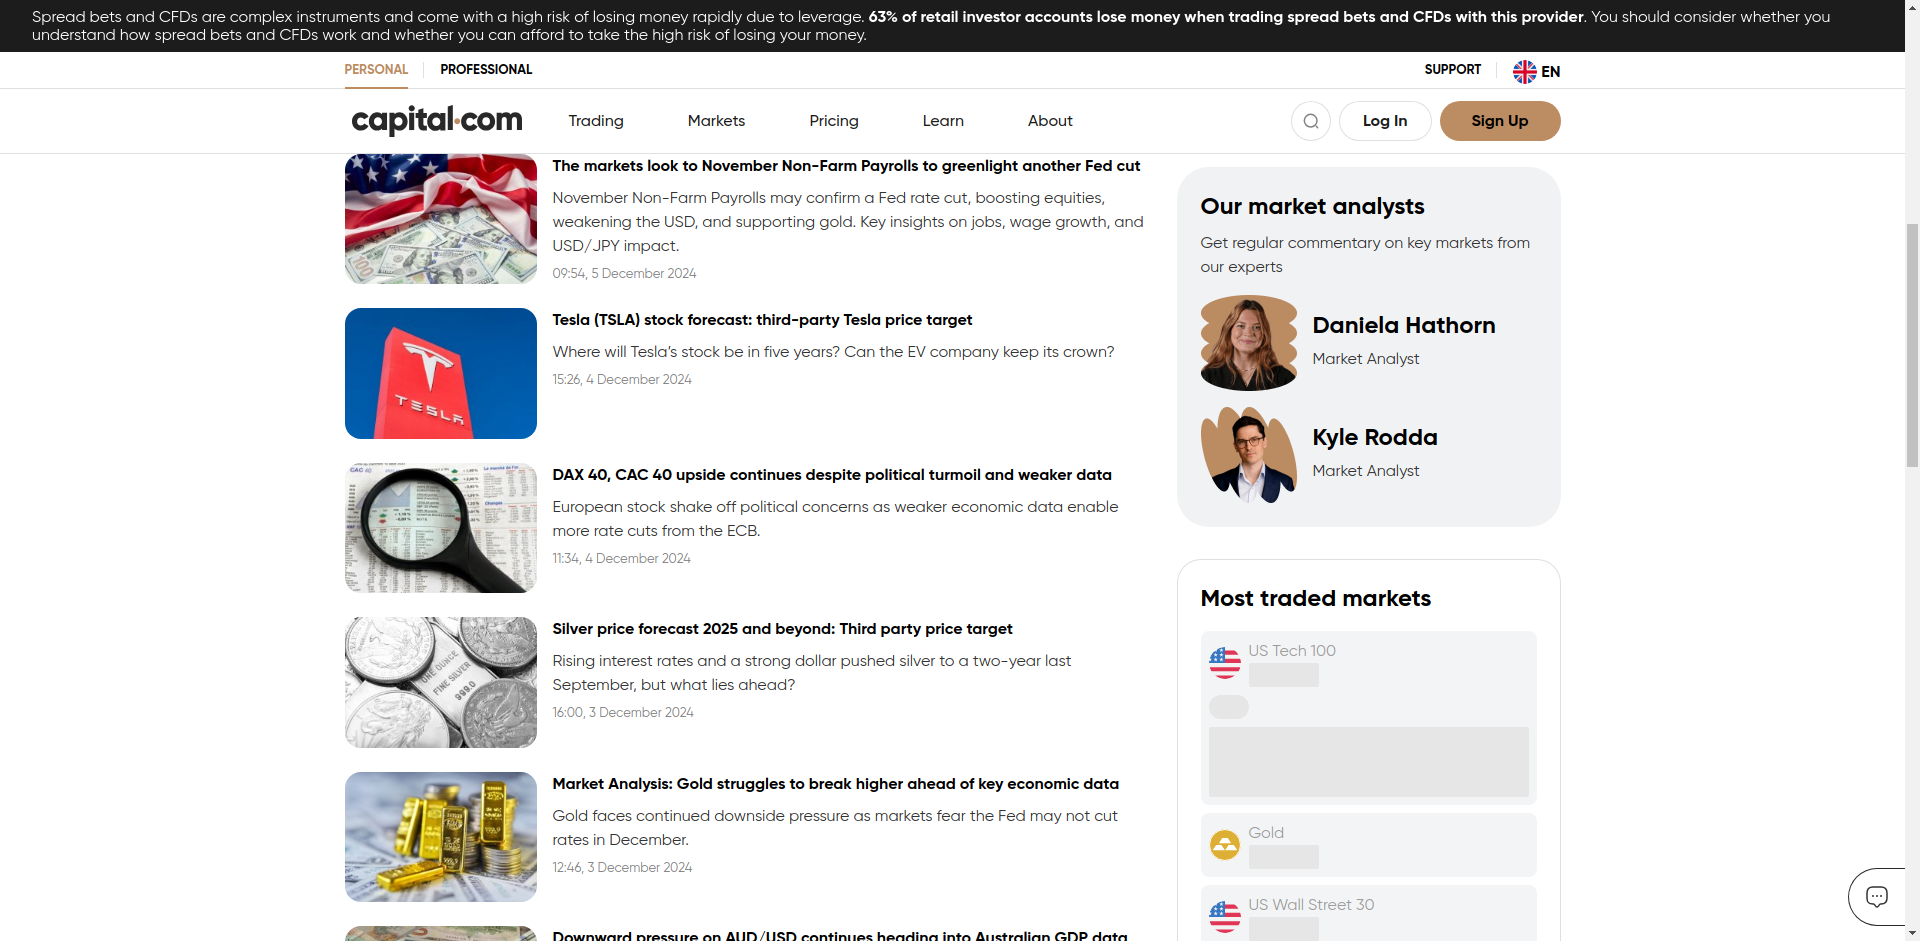 Spread bets and CFDs are complex instruments and come with a high risk of losing money rapidly due to leverage. 63% of retail investor accounts lose money when trading spread bets and CFDs with this provider. You should consider whether you
understand how spread bets and CFDs work and whether you can afford to take the high risk of losing your money.
PERSONAL
PROFESSIONAL
SUPPORT
EN
capital.com
Trading
Markets
Pricing
Learn
About
Log In
Sign Up
The markets look to November Non-Farm Payrolls to greenlight another Fed cut
November Non-Farm Payrolls may confirm a Fed rate cut, boosting equities,
weakening the USD, and supporting gold. Key insights on jobs, wage growth, and
USD/JPY impact.
09:54, 5 December 2024
TESLA
Tesla (TSLA) stock forecast: third-party Tesla price target
Where will Tesla's stock be in five years? Can the EV company keep its crown?
15:26, 4 December 2024
CAC 40
DAX 40, CAC 40 upside continues despite political turmoil and weaker data
European stock shake off political concerns as weaker economic data enable
more rate cuts from the ECB.
11:34, 4 December 2024
ONE OUNCE
FINE SILVER
999.0
Silver price forecast 2025 and beyond: Third party price target
Rising interest rates and a strong dollar pushed silver to a two-year last
September, but what lies ahead?
16:00, 3 December 2024
Market Analysis: Gold struggles to break higher ahead of key economic data
Gold faces continued downside pressure as markets fear the Fed may not cut
rates in December.
12:46, 3 December 2024
Downward pressure on AUD/USD continues heading into Australian GDP data
Our market analysts
Get regular commentary on key markets from
our experts
Daniela Hathorn
Market Analyst
Kyle Rodda
Market Analyst
Most traded markets
US Tech 100
Gold
US Wall Street 30